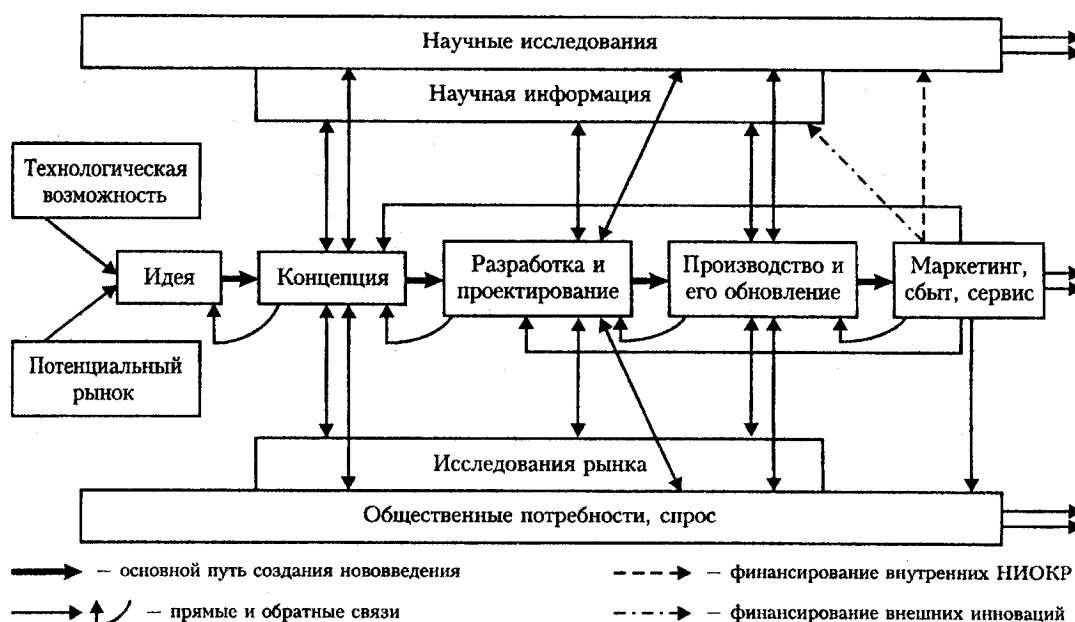 Научные исследования
Научная информация
Технологическая
возможность
Идея
Концепция
Разработка и
проектирование
Производство и
его обновление
Маркетинг,
сбыт, сервис
Потенциальный
рынок
Исследования рынка
Общественные потребности, спрос
– основной путь создания нововведения
– финансирование внутренних НИОКР
– прямые и обратные связи
– финансирование внешних инноваций